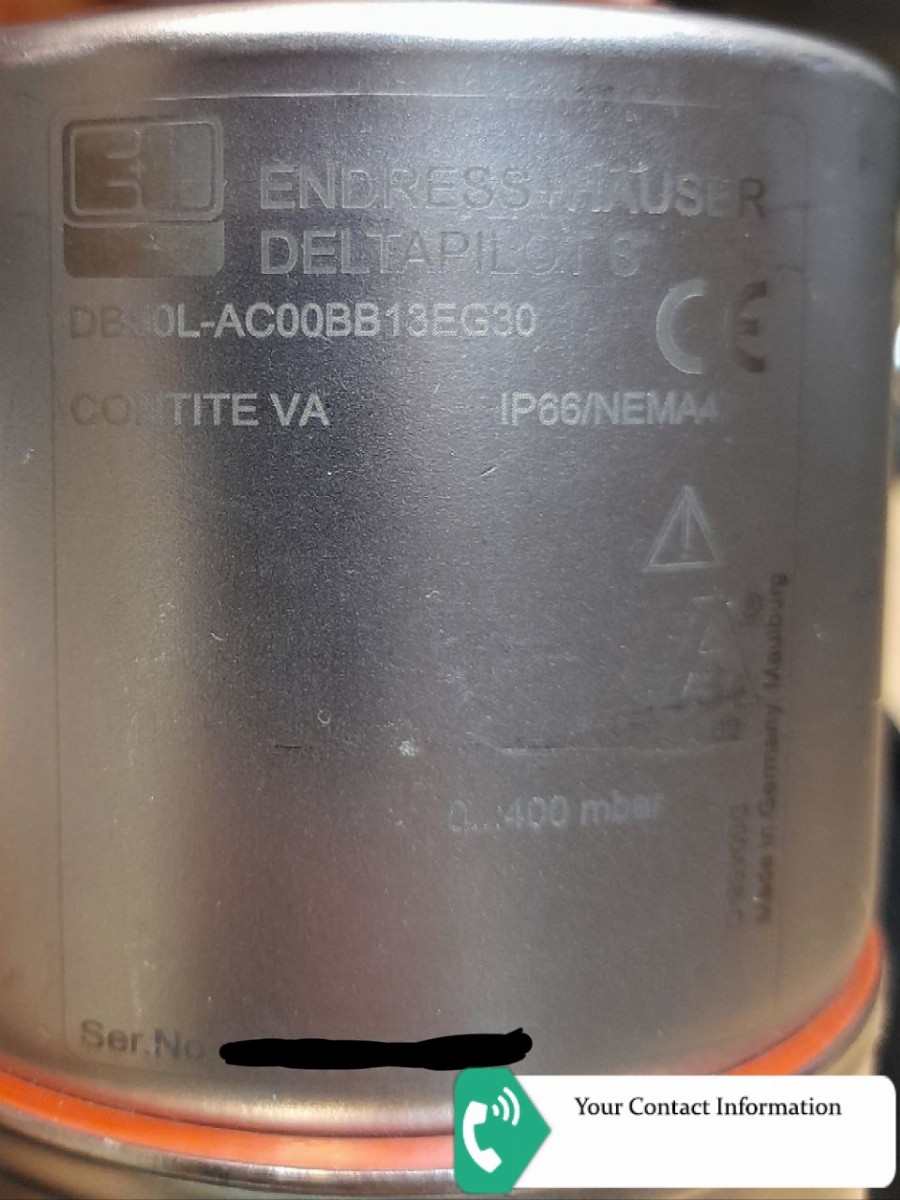 ENDRESS+HAUSER
DELTAPILOT S
-AC00BB13EG30
CONTITE VA
IP66/NEMA4
0...400 mbar
Made in Germany, Maulburg
Ser.No.
Your Contact Information